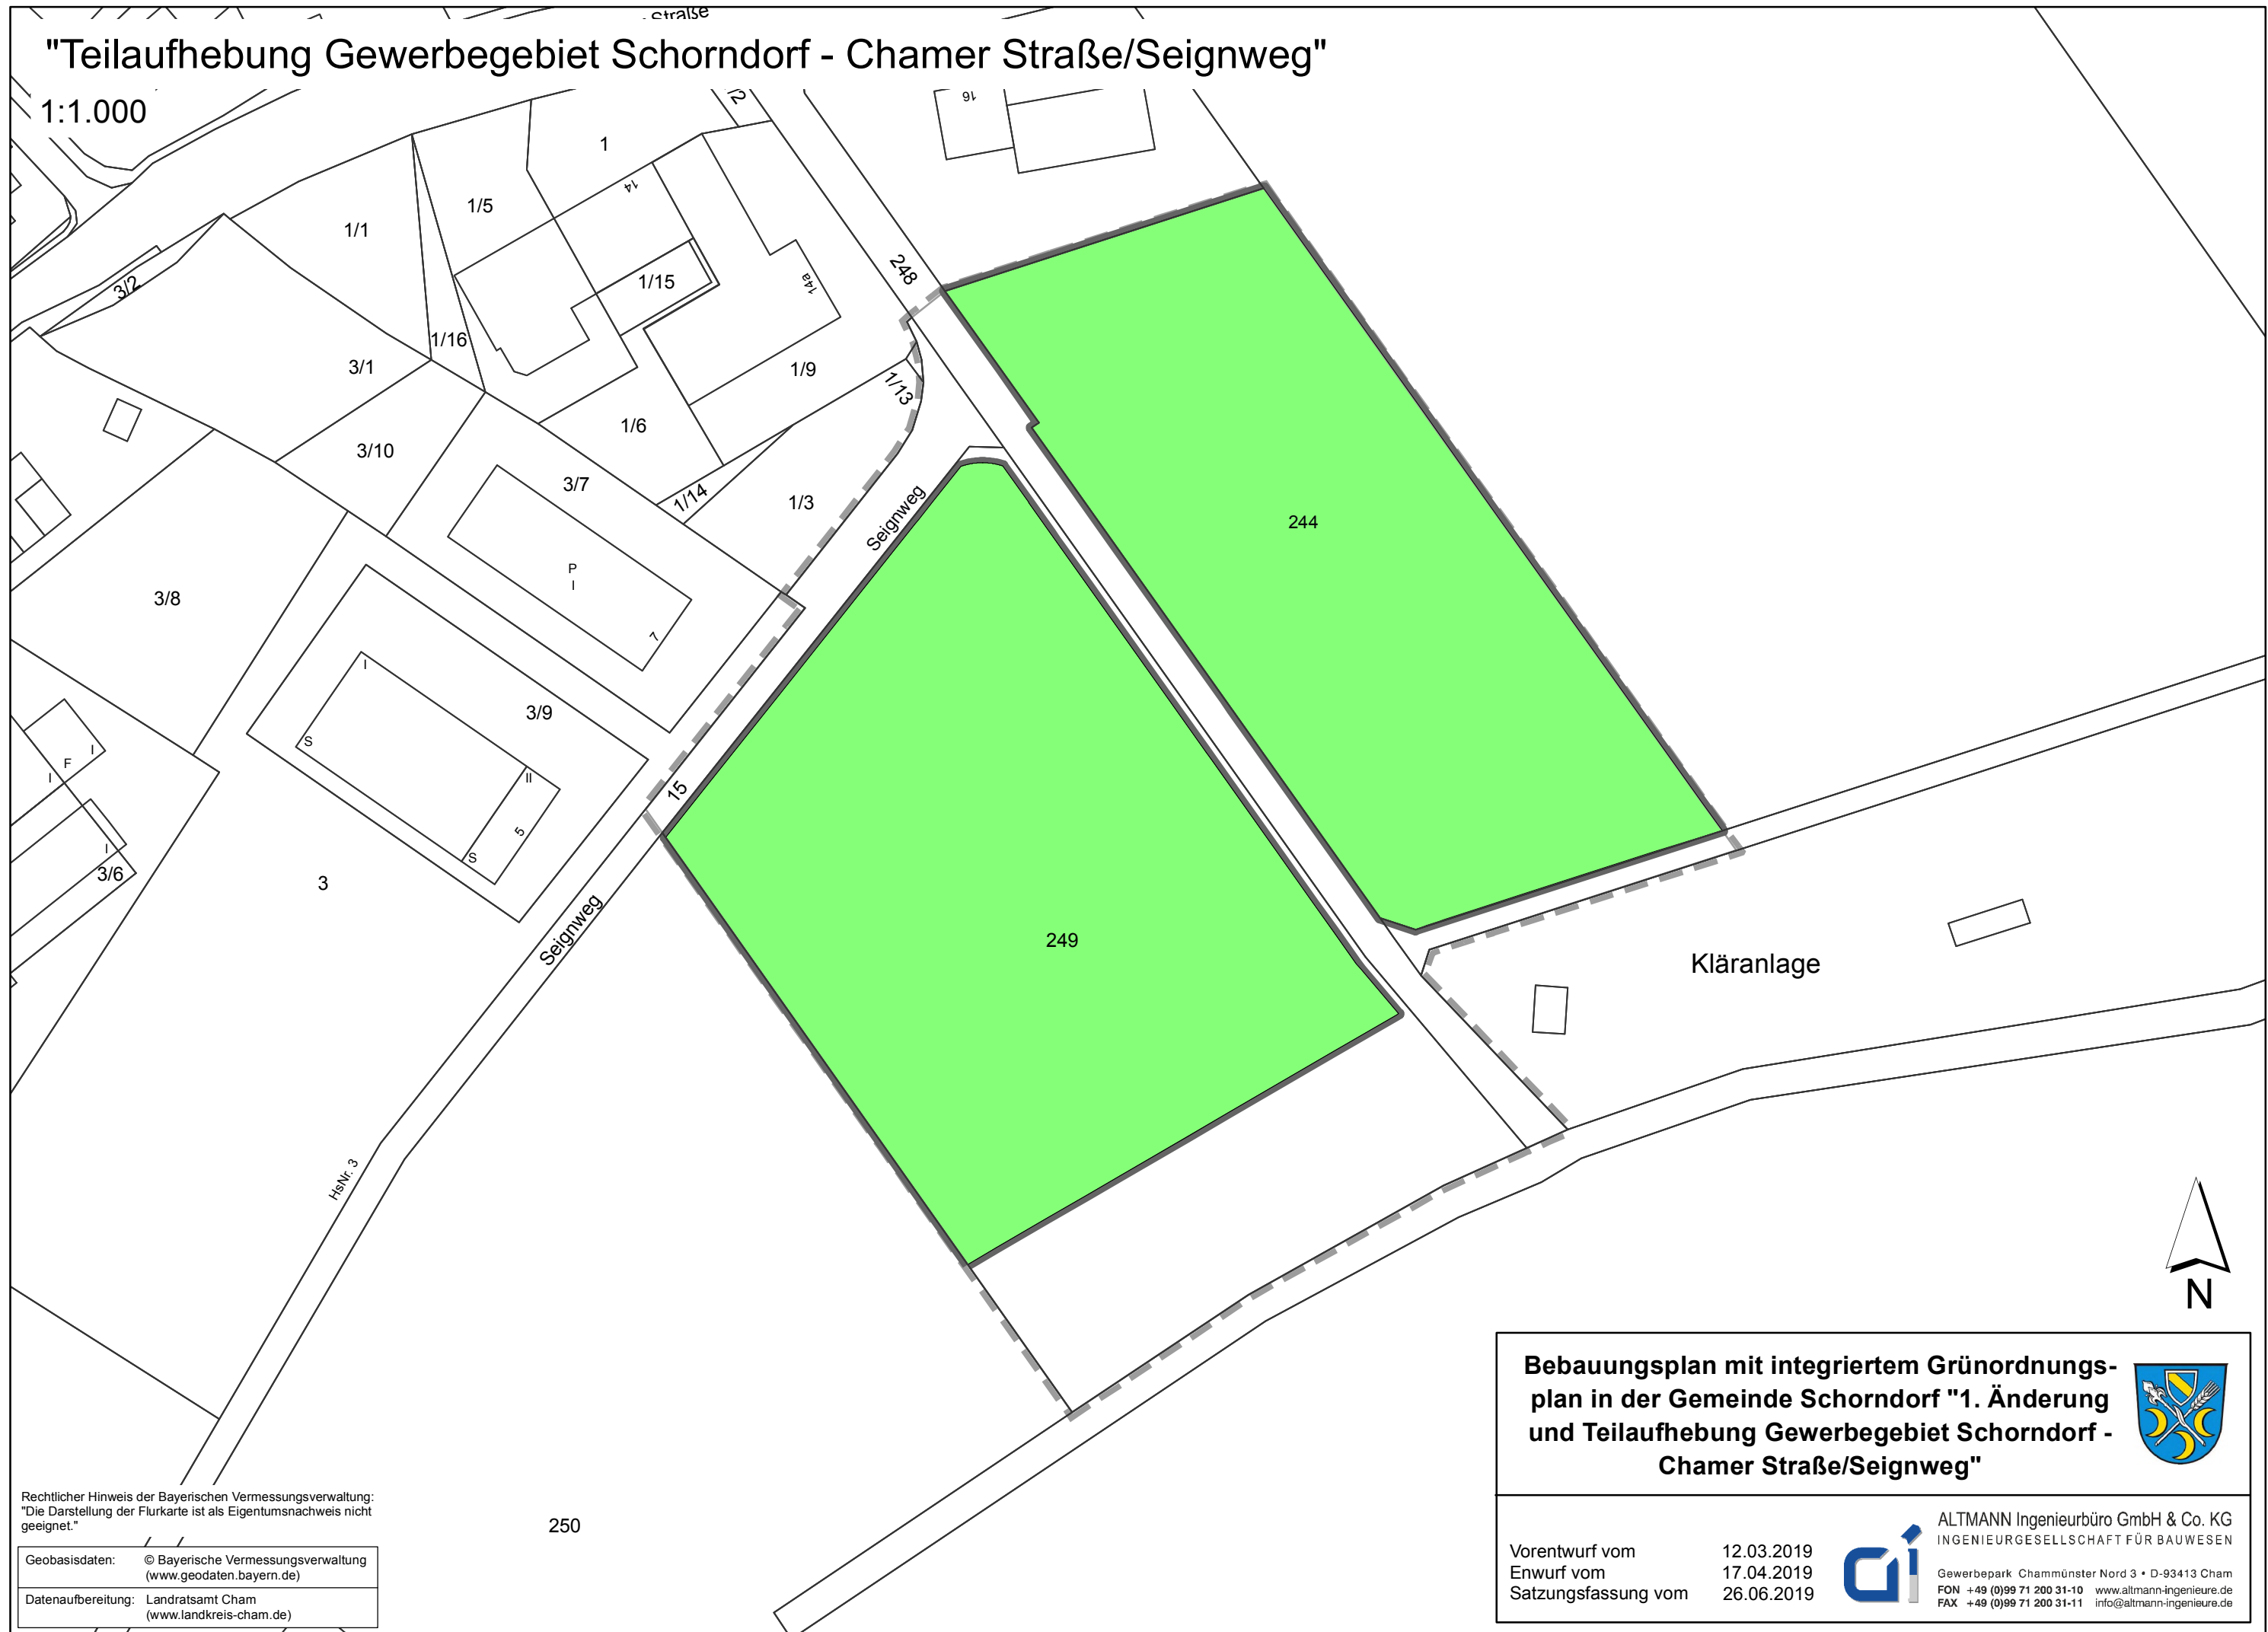 Straße
"Teilaufhebung Gewerbegebiet Schorndorf - Chamer Straße/Seignweg"
1:1.000
16
1
14
1/5
1/1
248
1/15
14a
3/2
1/16
3/1
1/9
1/13
1/6
3/10
3/7
1/14
1/3
Seignweg
244
P
I
7
3/8
I
3/9
S
F
I
I
II
15
5
S
I
3/6
3
Seignweg
249
Kläranlage
HsNr. 3
N
250
Rechtlicher Hinweis der Bayerischen Vermessungsverwaltung:
"Die Darstellung der Flurkarte ist als Eigentumsnachweis nicht
geeignet."
Geobasisdaten: © Bayerische Vermessungsverwaltung
(www.geodaten.bayern.de)
Datenaufbereitung: Landratsamt Cham
(www.landkreis-cham.de)
Bebauungsplan mit integriertem Grünordnungs-
plan in der Gemeinde Schorndorf "1. Änderung
und Teilaufhebung Gewerbegebiet Schorndorf -
Chamer Straße/Seignweg"
Vorentwurf vom 12.03.2019
Enwurf vom 17.04.2019
Satzungsfassung vom 26.06.2019
ALTMANN Ingenieurbüro GmbH & Co. KG
INGENIEURGESELLSCHAFT FÜR BAUWESEN
Gewerbepark Chammünster Nord 3 • D-93413 Cham
FON +49 (0)99 71 200 31-10 www.altmann-ingenieure.de
FAX +49 (0)99 71 200 31-11 info@altmann-ingenieure.de